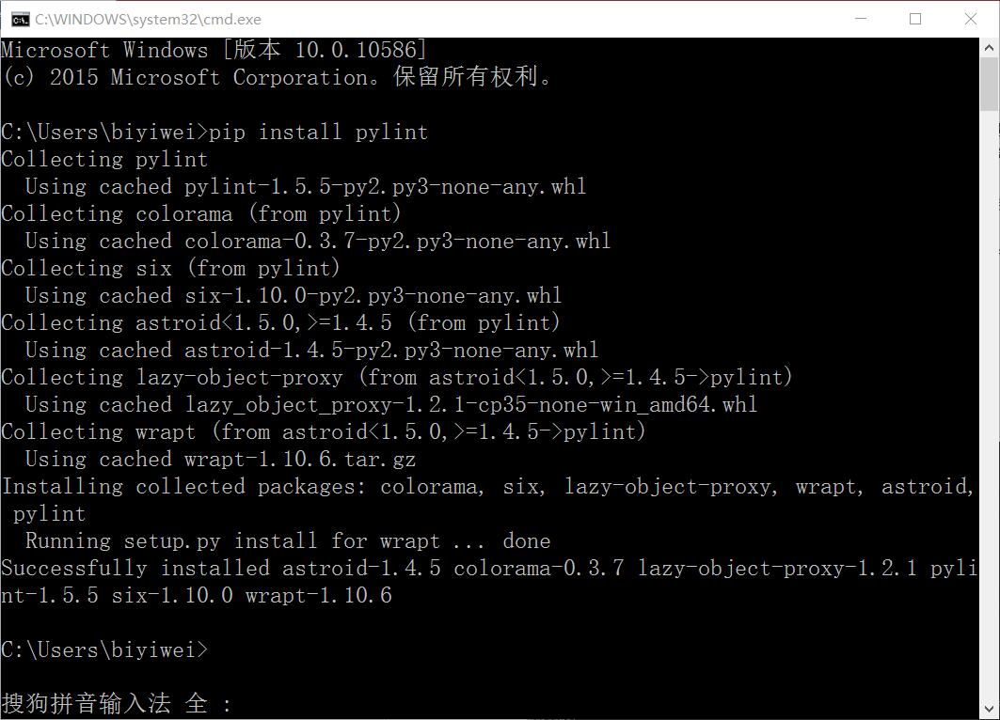 C:\WINDOWS\system32\cmd.exe
Microsoft Windows [版本 10.0.10586]
(c) 2015 Microsoft Corporation。保留所有权利。
C:\Users\biyiwei>pip install pylint
Collecting pylint
  Using cached pylint-1.5.5-py2.py3-none-any.whl
Collecting colorama (from pylint)
  Using cached colorama-0.3.7-py2.py3-none-any.whl
Collecting six (from pylint)
  Using cached six-1.10.0-py2.py3-none-any.whl
Collecting astroid<1.5.0,>=1.4.5 (from pylint)
  Using cached astroid-1.4.5-py2.py3-none-any.whl
Collecting lazy-object-proxy (from astroid<1.5.0,>=1.4.5->pylint)
  Using cached lazy_object_proxy-1.2.1-cp35-none-win_amd64.whl
Collecting wrapt (from astroid<1.5.0,>=1.4.5->pylint)
  Using cached wrapt-1.10.6.tar.gz
Installing collected packages: colorama, six, lazy-object-proxy, wrapt, astroid,
 pylint
  Running setup.py install for wrapt ... done
Successfully installed astroid-1.4.5 colorama-0.3.7 lazy-object-proxy-1.2.1 pyli
nt-1.5.5 six-1.10.0 wrapt-1.10.6
C:\Users\biyiwei>
搜狗拼音输入法 全 :